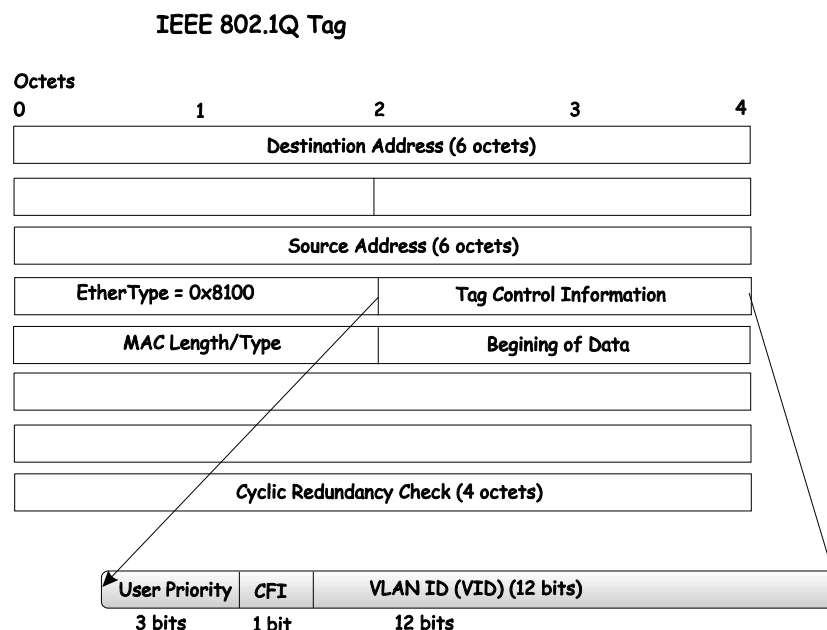 IEEE 802.1Q Tag
Octets
0 1 2 3 4
Destination Address (6 octets)
Source Address (6 octets)
EtherType = 0x8100 Tag Control Information
MAC Length/Type Begining of Data
Cyclic Redundancy Check (4 octets)
User Priority CFI VLAN ID (VID) (12 bits)
3 bits 1 bit 12 bits